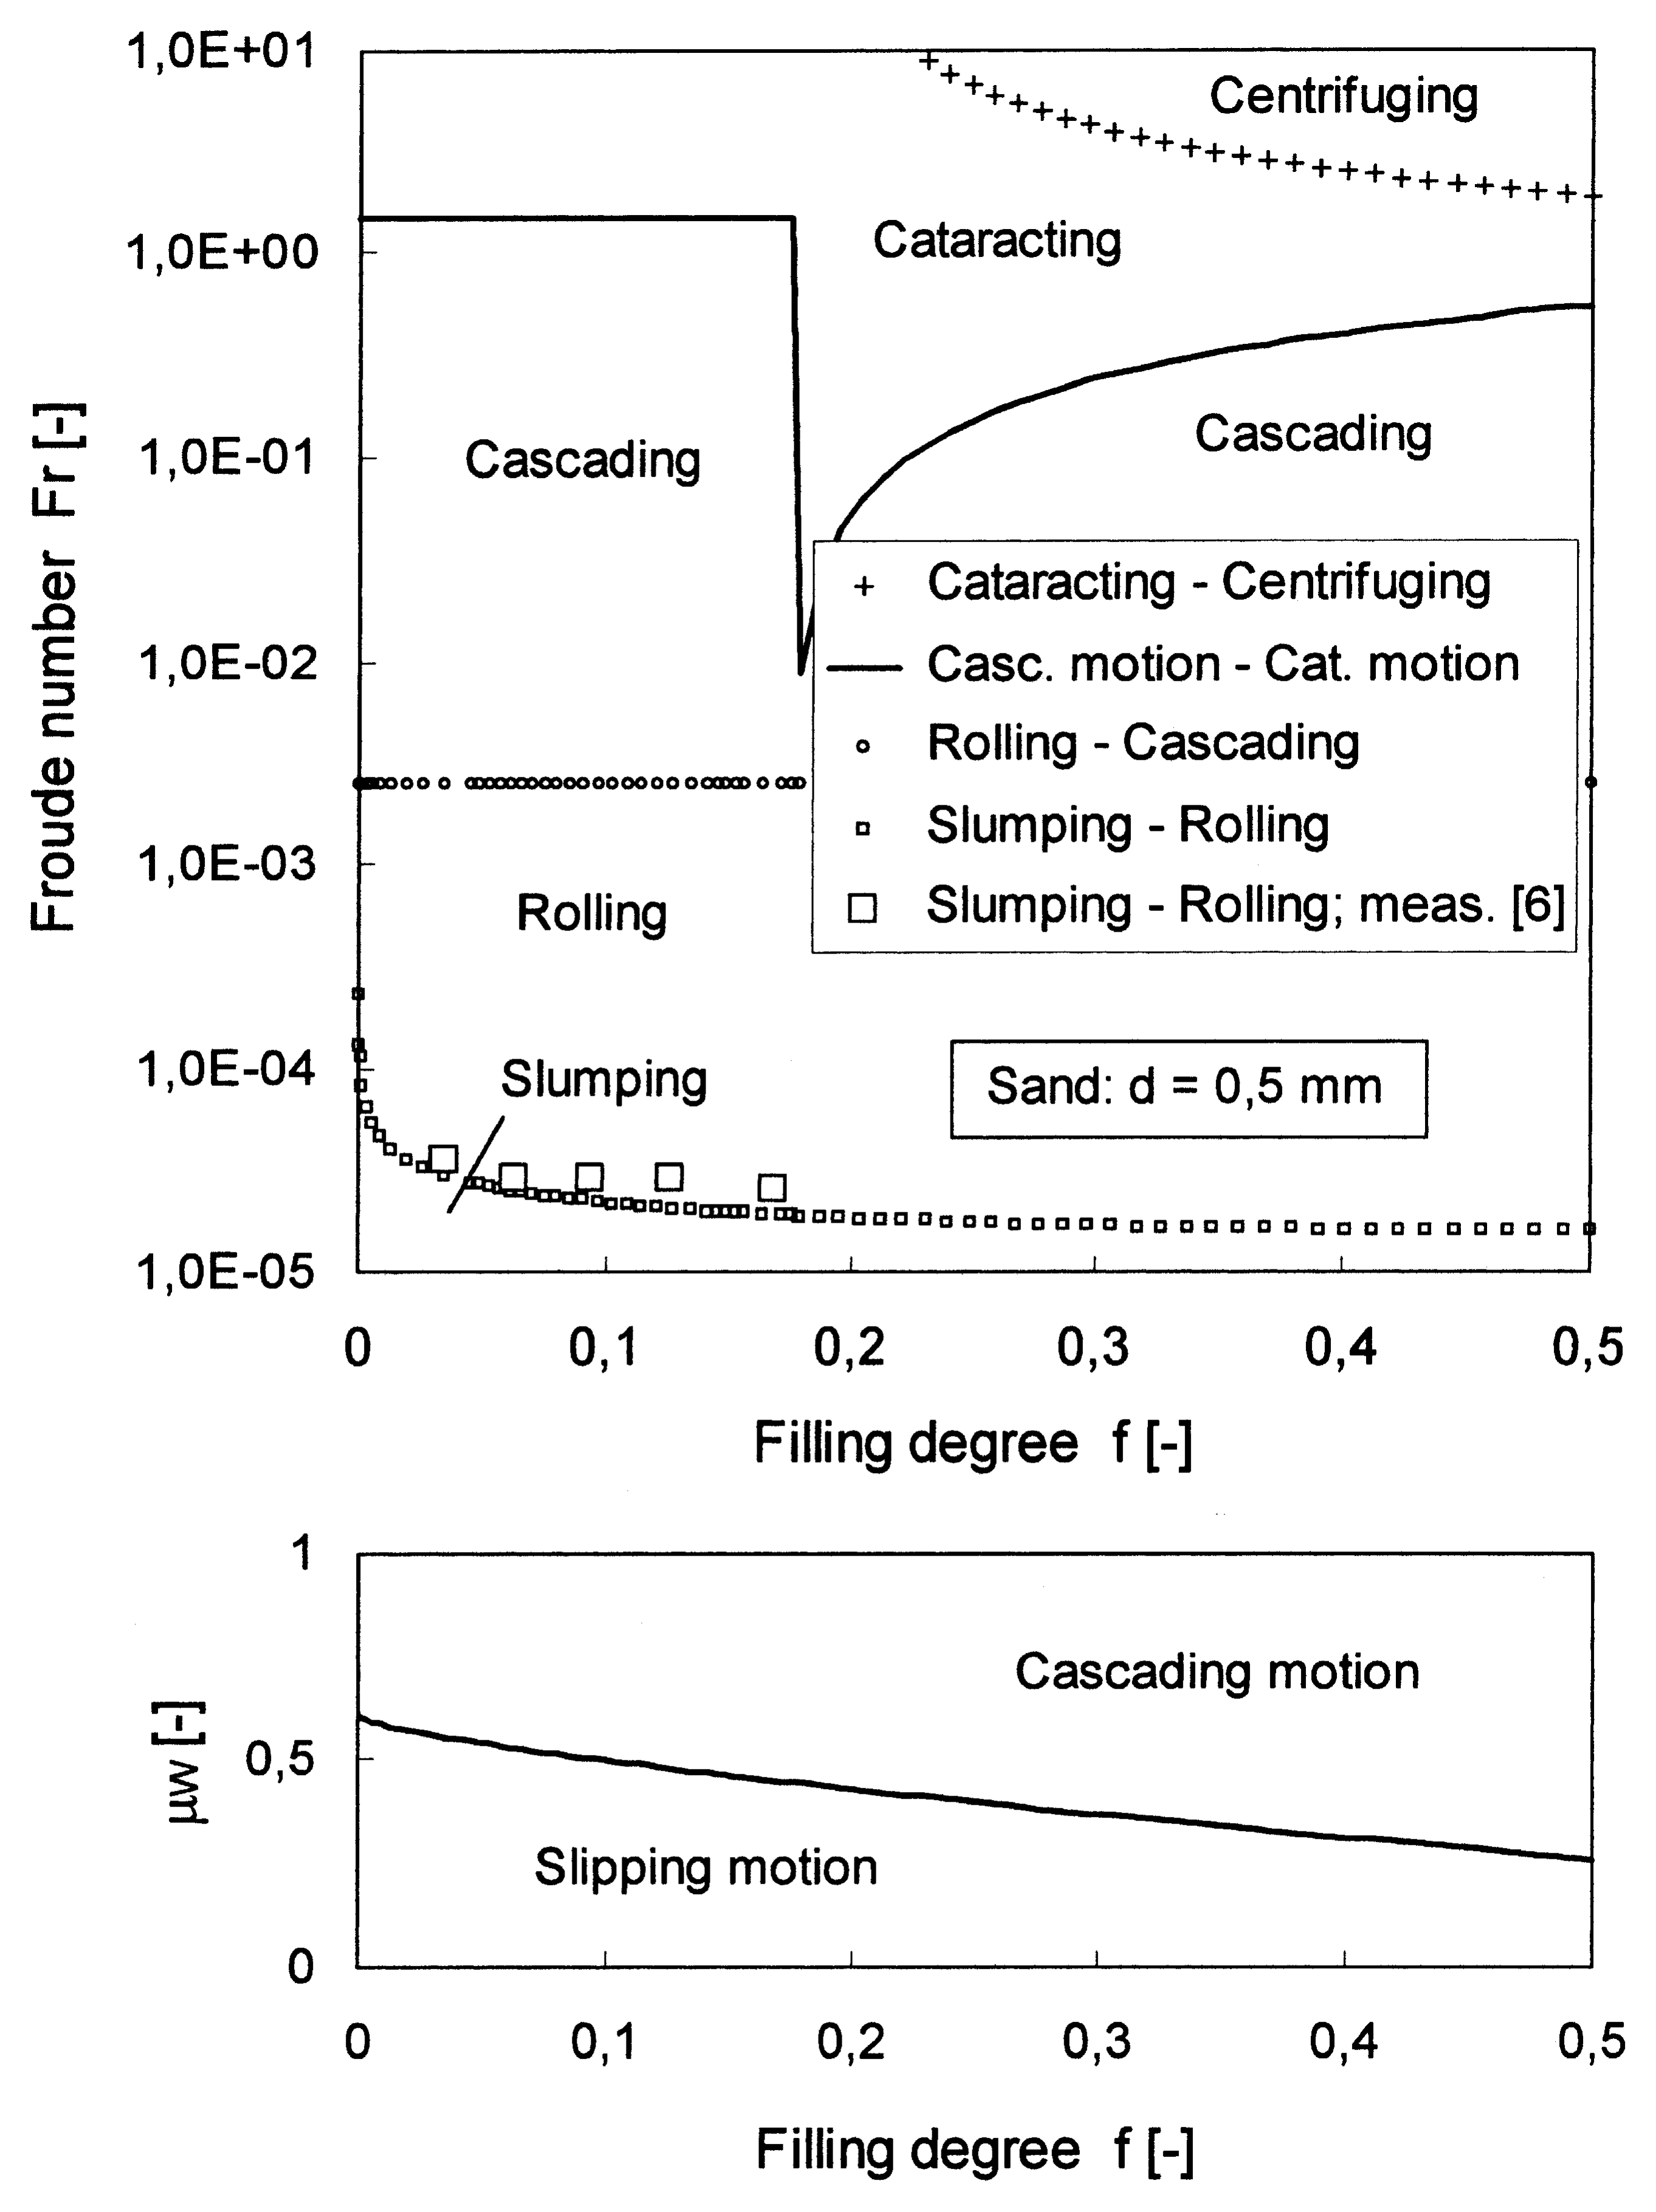 1,0E+01
Centrifuging
1,0E+00
Cataracting
Cascading
1,0E-01
Cascading
Froude number Fr [-]
Cataracting - Centrifuging
1,0E-02
Casc. motion - Cat. motion
Rolling - Cascading
Slumping - Rolling
1,0E-03
Slumping - Rolling; meas. [6]
Rolling
1,0E-04
Slumping
Sand: d = 0,5 mm
1,0E-05
0 0,1 0,2 0,3 0,4 0,5
Filling degree f [-]
1
Cascading motion
µw [-]
0,5
Slipping motion
0
0 0,1 0,2 0,3 0,4 0,5
Filling degree f [-]